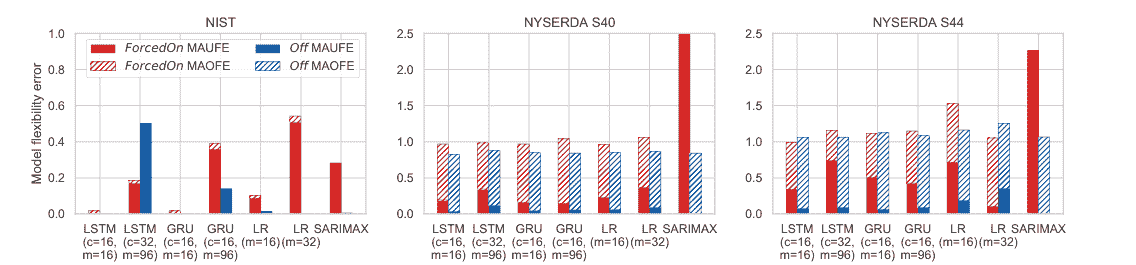 NIST
NYSERDA S40
NYSERDA S44
Model flexibility error
1.0
0.8
0.6
0.4
0.2
0.0
ForcedOn MAUFE
ForcedOn MAOFE
Off MAUFE
Off MAOFE
LSTM (c=16, m=16)
LSTM (c=32, m=96)
GRU (c=16, m=16)
GRU (c=16, m=96)
LR (m=16)
LR (m=32)
SARIMAX
2.5
2.0
1.5
1.0
0.5
0.0
LSTM (c=16, m=16)
LSTM (c=32, m=96)
GRU (c=16, m=16)
GRU (c=16, m=96)
LR (m=16)
LR (m=32)
SARIMAX
2.5
2.0
1.5
1.0
0.5
0.0
LSTM (c=16, m=16)
LSTM (c=32, m=96)
GRU (c=16, m=16)
GRU (c=16, m=96)
LR (m=16)
LR (m=32)
SARIMAX